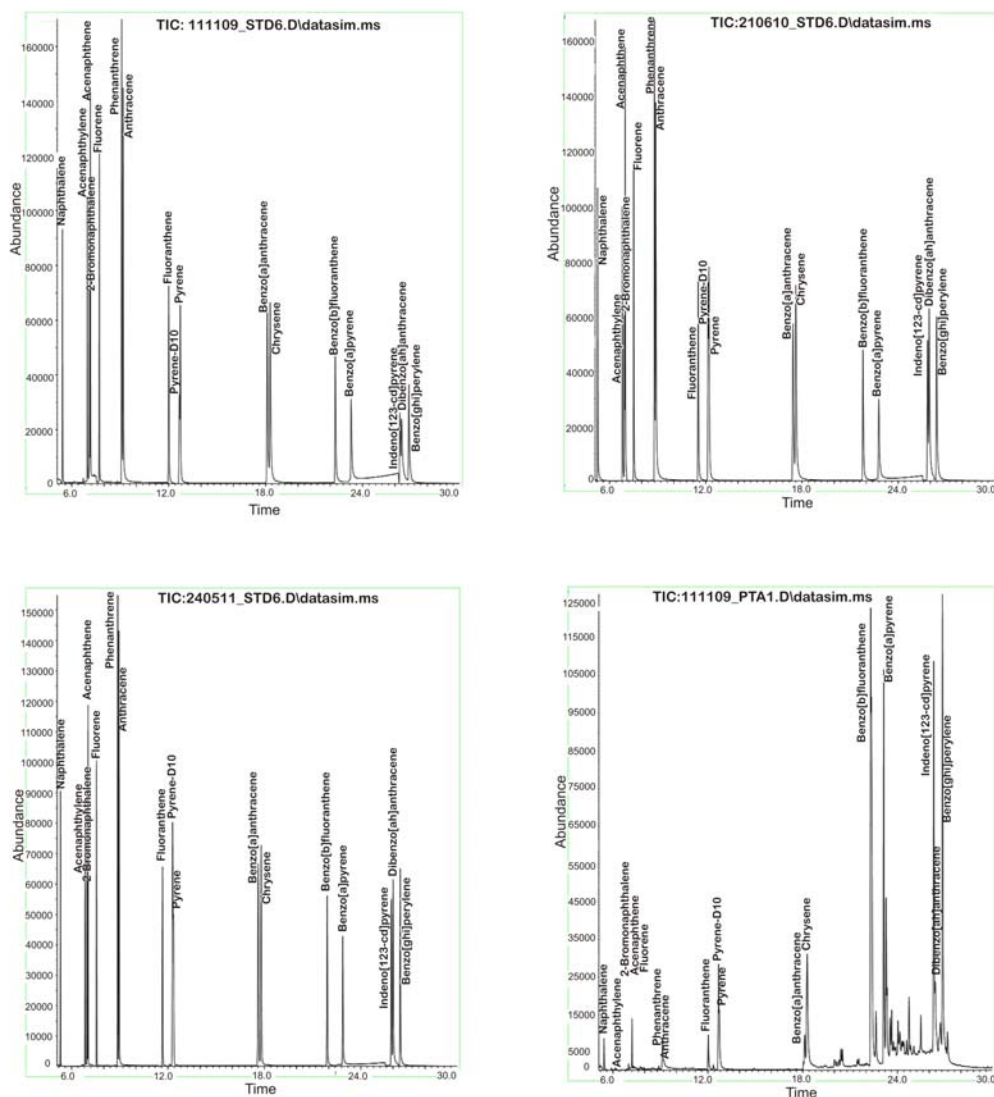 TIC: 111109_STD6.D\datasim.ms
Abundance
160000
140000
120000
100000
80000
60000
40000
20000
0
Naphthalene
Acenaphthylene
2-Bromonaphthalene
Acenaphthene
Fluorene
Phenanthrene
Anthracene
Fluoranthene
Pyrene-D10
Pyrene
Benzo[a]anthracene
Chrysene
Benzo[b]fluoranthene
Benzo[a]pyrene
Indeno[123-cd]pyrene
Dibenzo[ah]anthracene
Benzo[ghi]perylene
6.0 12.0 18.0 24.0 30.0
Time
TIC:210610_STD6.D\datasim.ms
Abundance
160000
140000
120000
100000
80000
60000
40000
20000
0
Naphthalene
Acenaphthylene
Acenaphthene
2-Bromonaphthalene
Fluorene
Phenanthrene
Anthracene
Fluoranthene
Pyrene-D10
Pyrene
Benzo[a]anthracene
Chrysene
Benzo[b]fluoranthene
Benzo[a]pyrene
Indeno[123-cd]pyrene
Dibenzo[ah]anthracene
Benzo[ghi]perylene
6.0 12.0 18.0 24.0 30.0
Time
TIC:240511_STD6.D\datasim.ms
Abundance
150000
140000
130000
120000
110000
100000
90000
80000
70000
60000
50000
40000
30000
20000
10000
0
Naphthalene
Acenaphthylene
2-Bromonaphthalene
Acenaphthene
Fluorene
Phenanthrene
Anthracene
Fluoranthene
Pyrene-D10
Pyrene
Benzo[a]anthracene
Chrysene
Benzo[b]fluoranthene
Benzo[a]pyrene
Indeno[123-cd]pyrene
Dibenzo[ah]anthracene
Benzo[ghi]perylene
6.0 12.0 18.0 24.0 30.0
Time
TIC:111109_PTA1.D\datasim.ms
Abundance
125000
115000
105000
95000
85000
75000
65000
55000
45000
35000
25000
15000
5000
0
Naphthalene
Acenaphthylene
2-Bromonaphthalene
Acenaphthene
Fluorene
Phenanthrene
Anthracene
Fluoranthene
Pyrene-D10
Pyrene
Benzo[a]anthracene
Chrysene
Benzo[b]fluoranthene
Benzo[a]pyrene
Indeno[123-cd]pyrene
Dibenzo[ah]anthracene
Benzo[ghi]perylene
6.0 12.0 18.0 24.0 30.0
Time